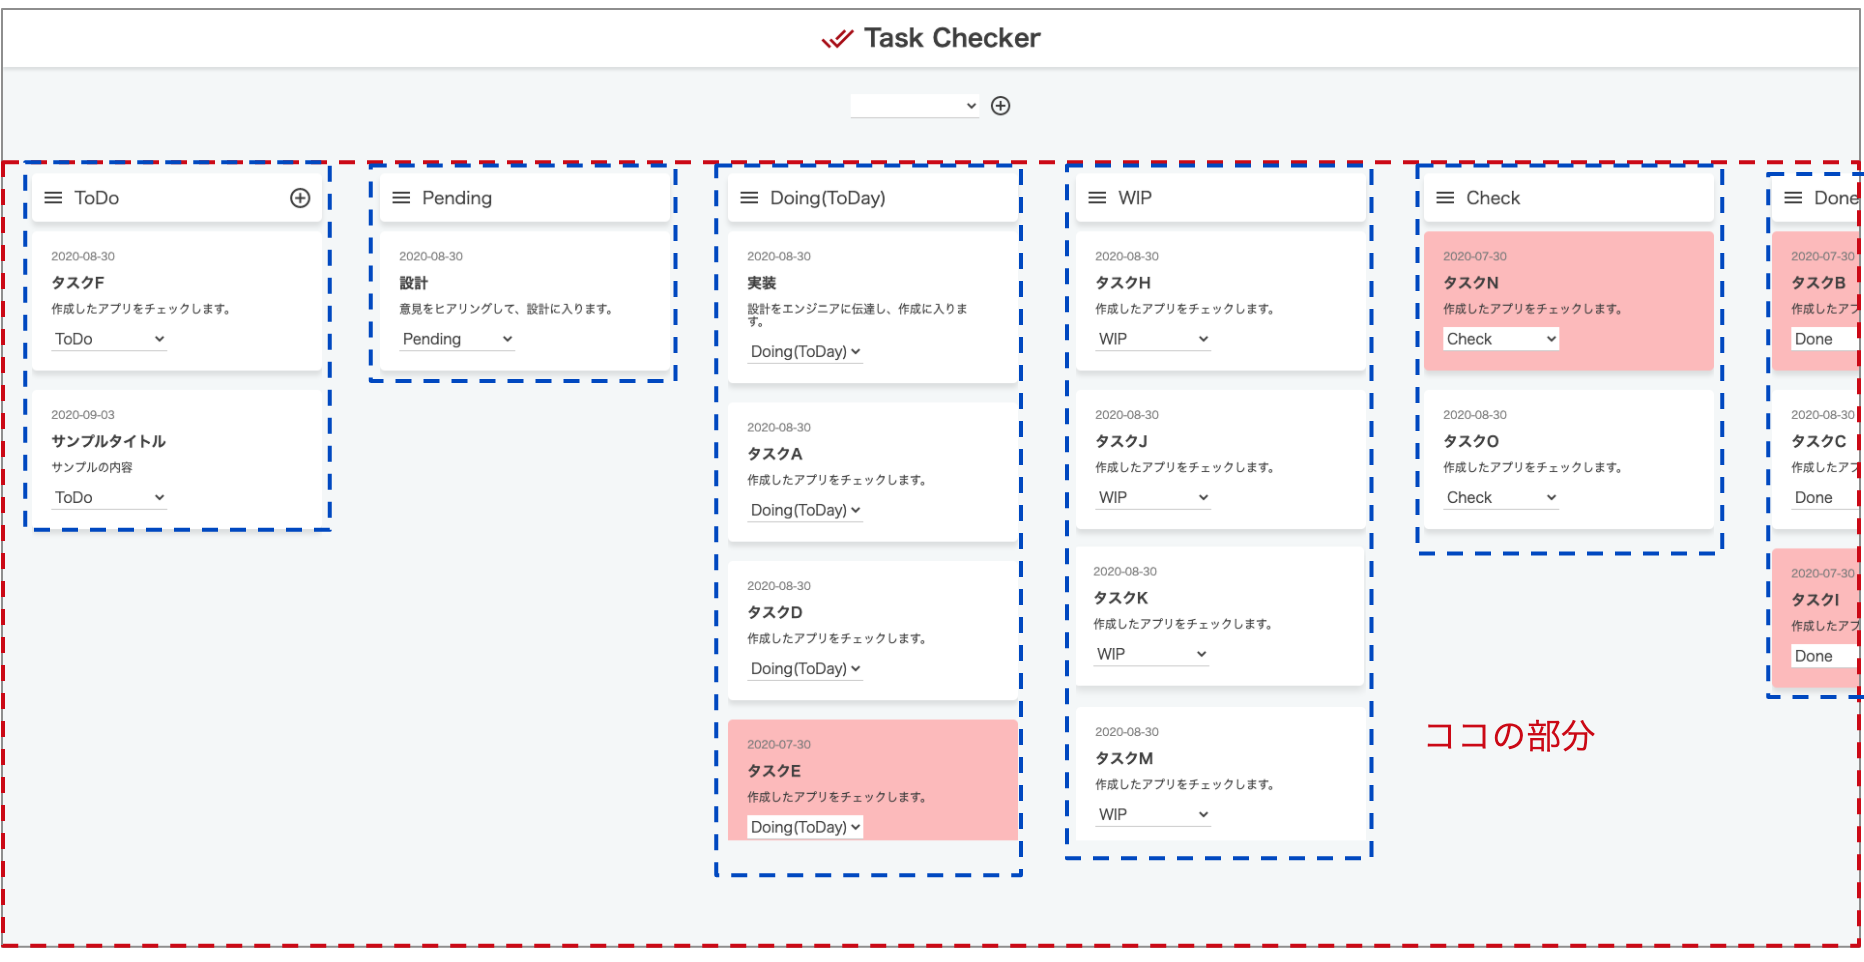 Task Checker
ToDo
2020-08-30
タスクF
作成したアプリをチェックします。
ToDo
2020-09-03
サンプルタイトル
サンプルの内容
ToDo
Pending
2020-08-30
設計
意見をヒアリングして、設計に入ります。
Pending
Doing(ToDay)
2020-08-30
実装
設計をエンジニアに伝達し、作成に入りま
す。
Doing(ToDay)
2020-08-30
タスクA
作成したアプリをチェックします。
Doing(ToDay)
2020-08-30
タスクD
作成したアプリをチェックします。
Doing(ToDay)
2020-07-30
タスクE
作成したアプリをチェックします。
Doing(ToDay)
WIP
2020-08-30
タスクH
作成したアプリをチェックします。
WIP
2020-08-30
タスクJ
作成したアプリをチェックします。
WIP
2020-08-30
タスクK
作成したアプリをチェックします。
WIP
2020-08-30
タスクM
作成したアプリをチェックします。
WIP
Check
2020-07-30
タスクN
作成したアプリをチェックします。
Check
2020-08-30
タスクO
作成したアプリをチェックします。
Check
ココの部分
Done
2020-07-30
タスクB
作成したアプ
Done
2020-08-30
タスクC
作成したアプ
Done
2020-07-30
タスクI
作成したアプ
Done